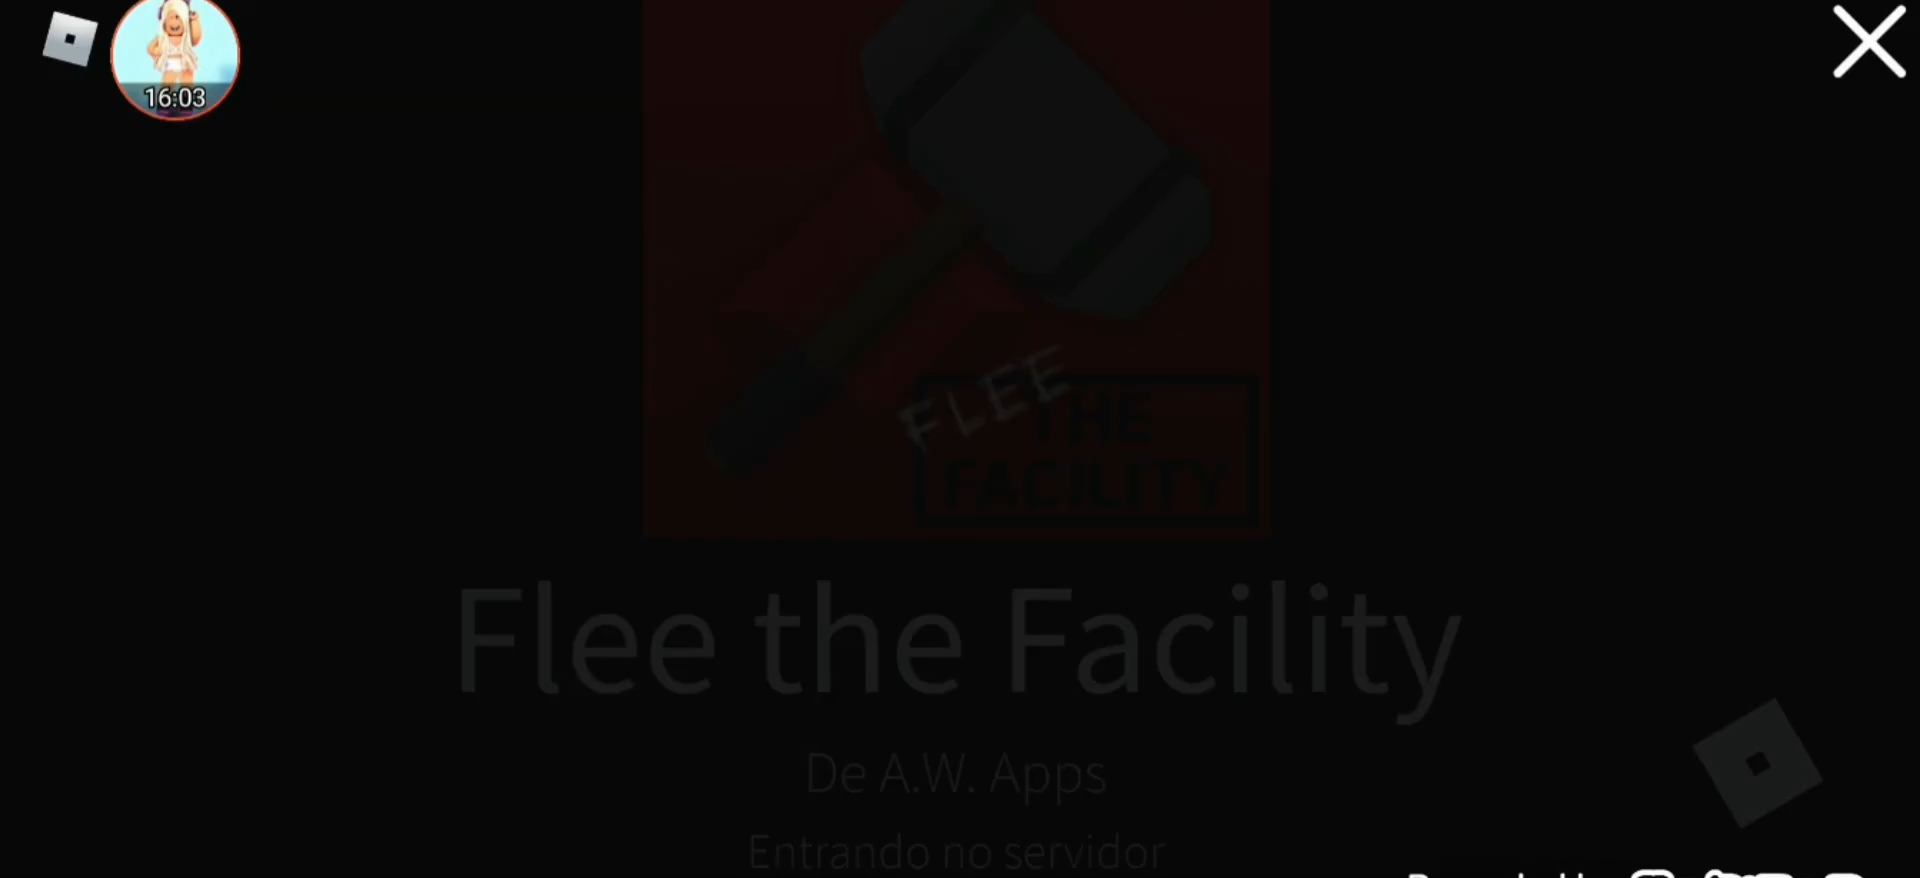 16:03
FLEE
THE
FACILITY
Flee the Facility
De A.W. Apps
Entrando no servidor